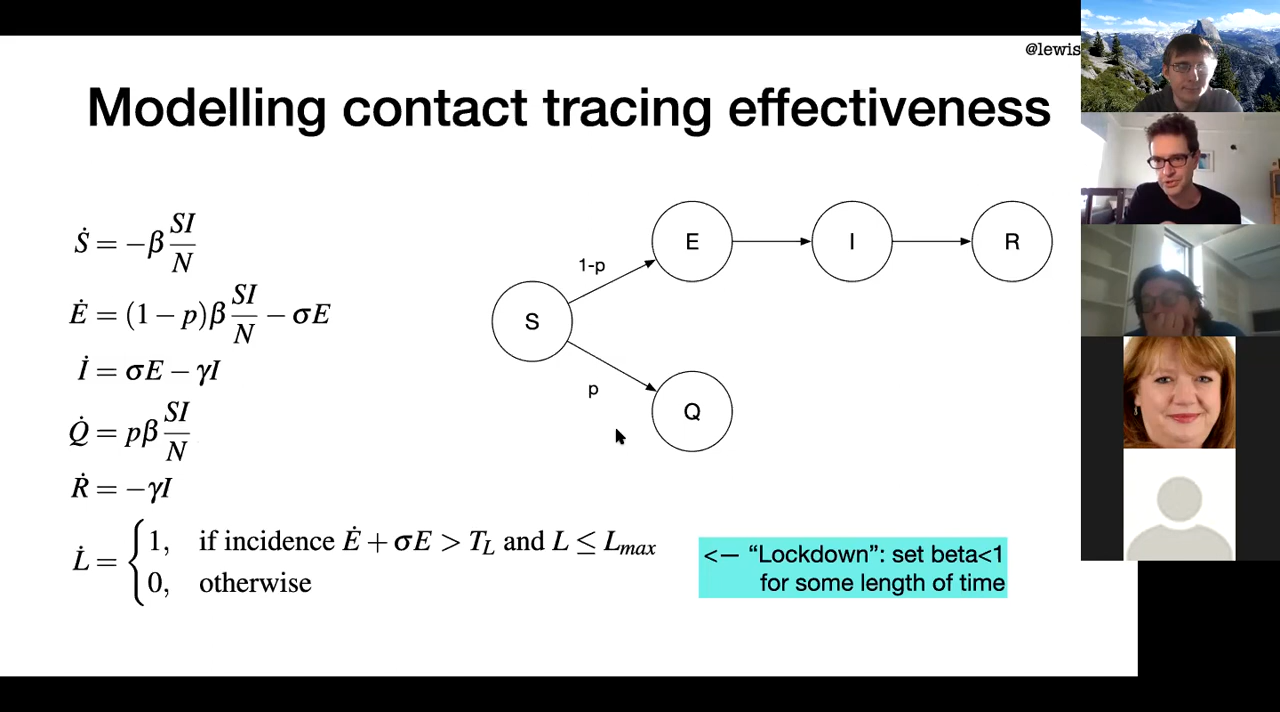 @lewis
Modelling contact tracing effectiveness
Ṡ = −β SI/N
Ė = (1 − p)β SI/N − σE
İ = σE − γI
Q̇ = pβ SI/N
Ṙ = −γI
L̇ = { 1, if incidence Ė + σE > T_L and L ≤ L_max
0, otherwise
S
1-p
p
E
I
R
Q
<— “Lockdown”: set beta<1
for some length of time